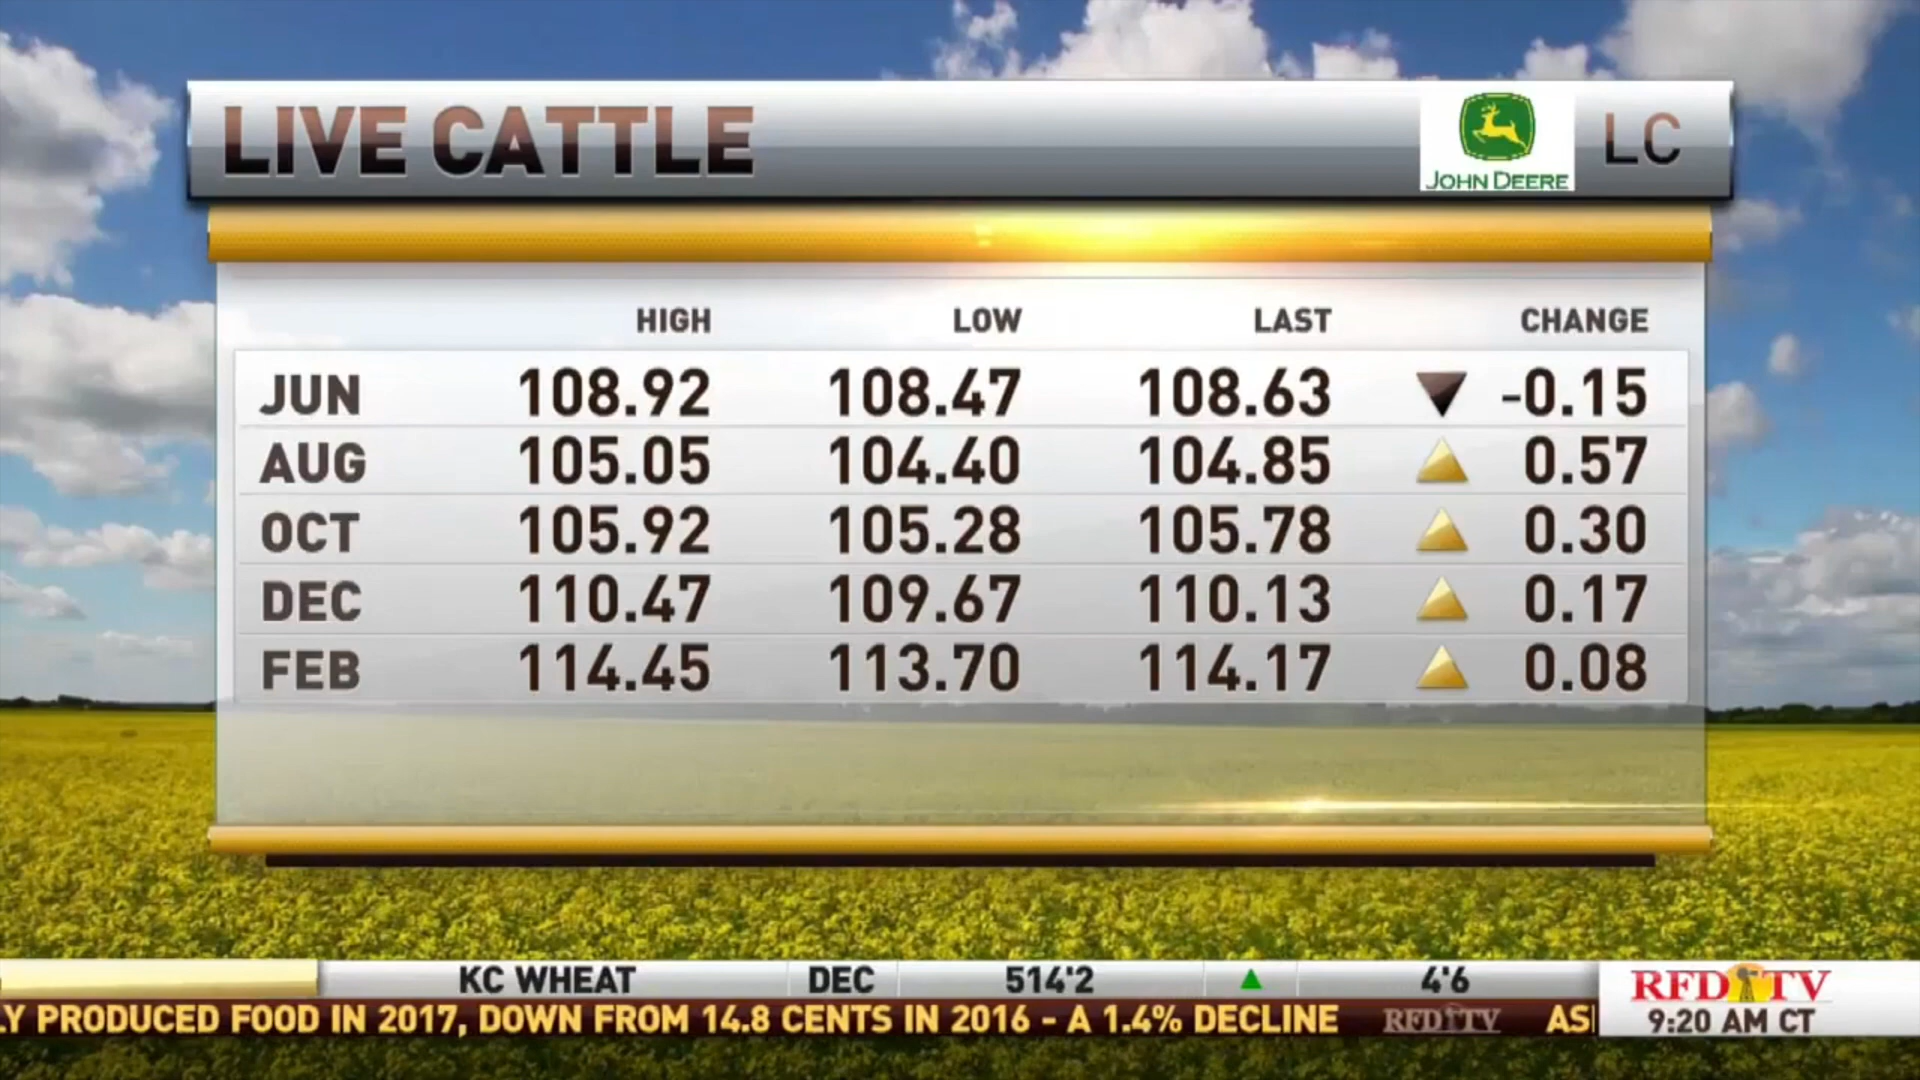 LIVE CATTLE
JOHN DEERE
LC
HIGH LOW LAST CHANGE
JUN 108.92 108.47 108.63 ▼ -0.15
AUG 105.05 104.40 104.85 ▲ 0.57
OCT 105.92 105.28 105.78 ▲ 0.30
DEC 110.47 109.67 110.13 ▲ 0.17
FEB 114.45 113.70 114.17 ▲ 0.08
KC WHEAT DEC 514'2 ▲ 4'6
RFD TV
PRODUCED FOOD IN 2017, DOWN FROM 14.8 CENTS IN 2016 - A 1.4% DECLINE RFD TV
9:20 AM CT